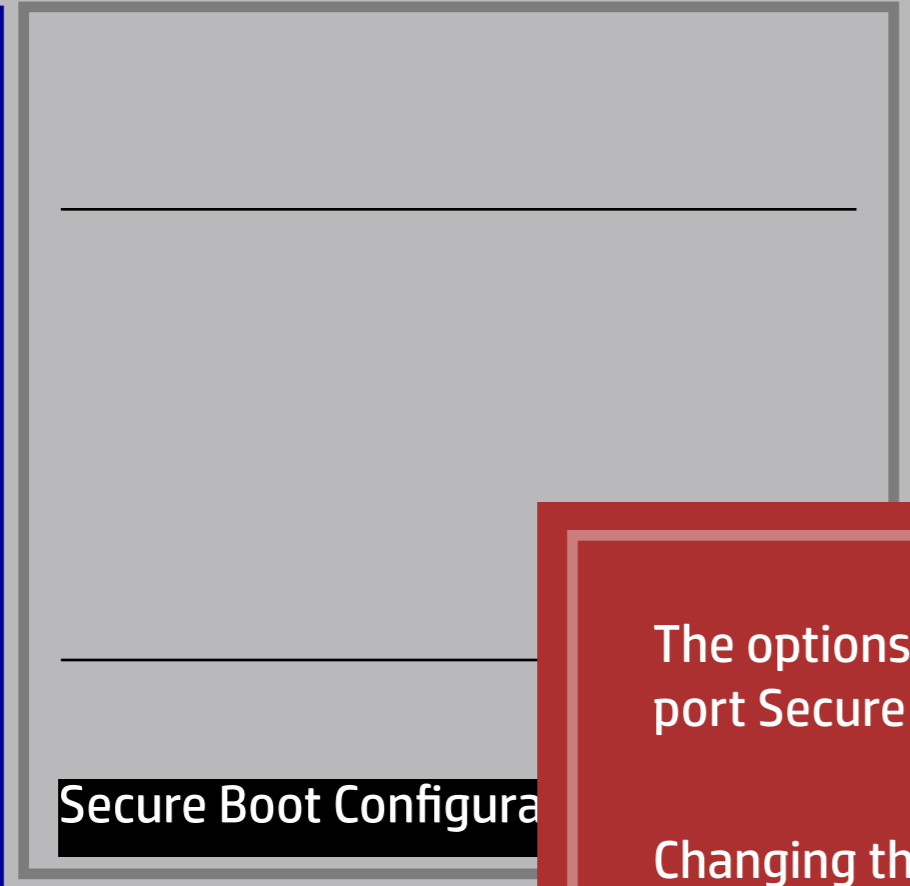 Secure Boot Configura
The options
port Secure
Changing th